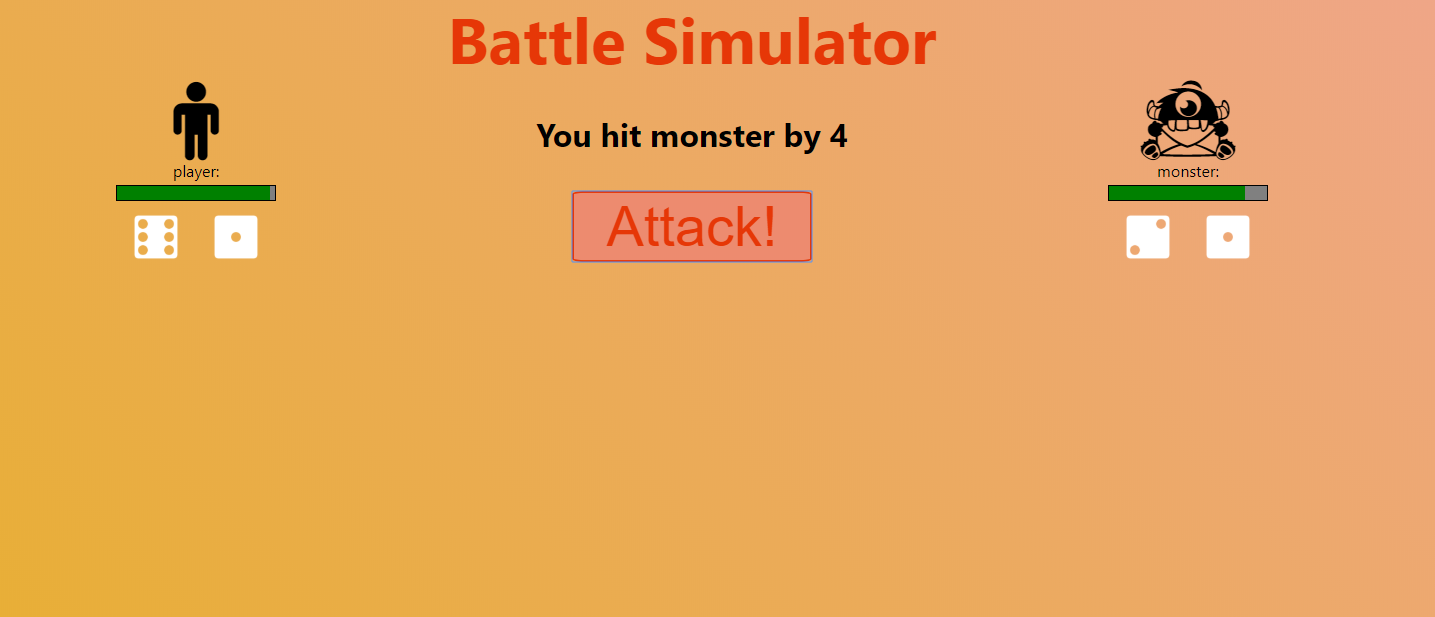 Battle Simulator
You hit monster by 4
player:
monster:
Attack!